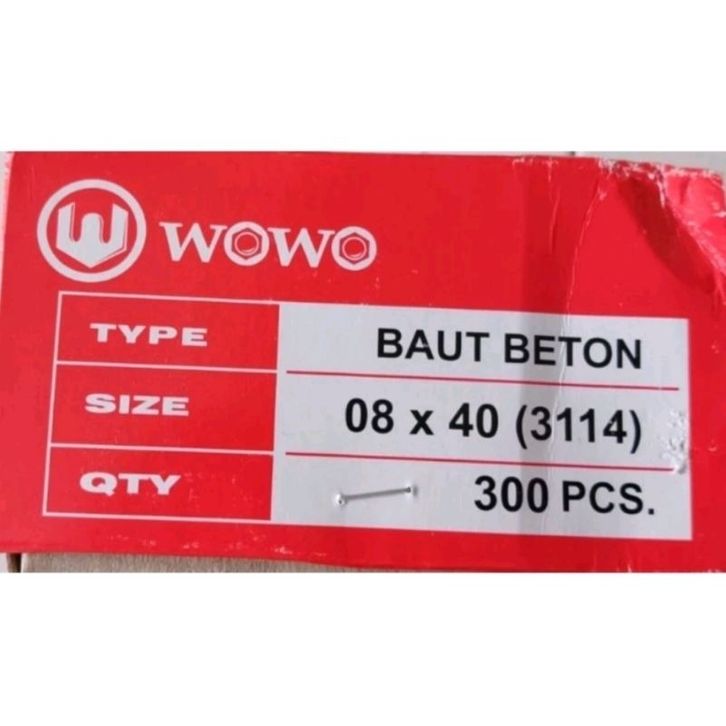 WOWO
TYPE BAUT BETON
SIZE 08 x 40 (3114)
QTY 300 PCS.